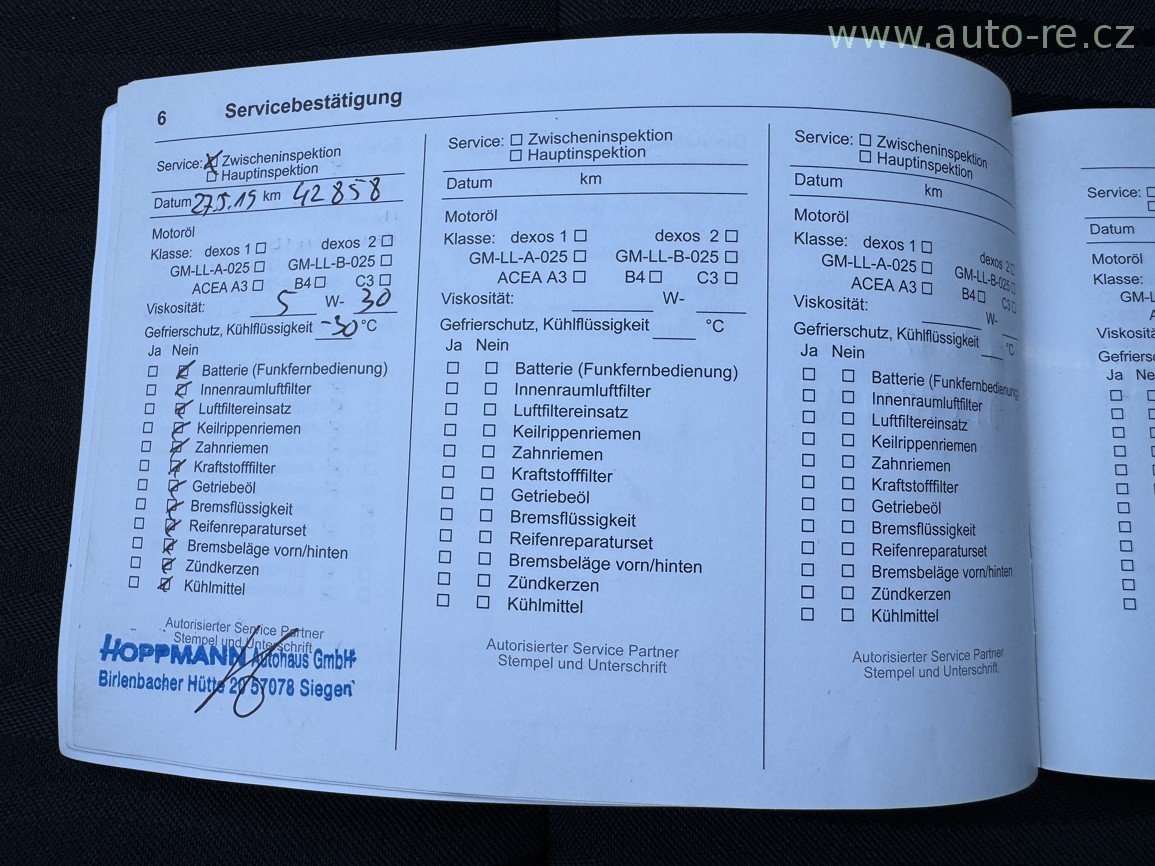 www.auto-re.cz
6 Servicebestätigung
Service: ☒ Zwischeninspektion
☐ Hauptinspektion
Datum 27.5.19 km 42858
Motoröl
Klasse: dexos 1 ☐ dexos 2 ☐
GM-LL-A-025 ☐ GM-LL-B-025 ☐
ACEA A3 ☐ B4 ☐ C3 ☐
Viskosität: 5 W- 30
Gefrierschutz, Kühlflüssigkeit -30 °C
Ja Nein
☐ ☒ Batterie (Funkfernbedienung)
☐ ☒ Innenraumluftfilter
☐ ☒ Luftfiltereinsatz
☐ ☒ Keilrippenriemen
☐ ☒ Zahnriemen
☐ ☒ Kraftstofffilter
☐ ☒ Getriebeöl
☐ ☒ Bremsflüssigkeit
☐ ☒ Reifenreparaturset
☐ ☒ Bremsbeläge vorn/hinten
☐ ☒ Zündkerzen
☐ ☒ Kühlmittel
Autorisierter Service Partner
Stempel und Unterschrift
HOPPMANN Autohaus GmbH
Birlenbacher Hütte 20 57078 Siegen
Service: ☐ Zwischeninspektion
☐ Hauptinspektion
Datum km
Motoröl
Klasse: dexos 1 ☐ dexos 2 ☐
GM-LL-A-025 ☐ GM-LL-B-025 ☐
ACEA A3 ☐ B4 ☐ C3 ☐
Viskosität: W-
Gefrierschutz, Kühlflüssigkeit °C
Ja Nein
☐ ☐ Batterie (Funkfernbedienung)
☐ ☐ Innenraumluftfilter
☐ ☐ Luftfiltereinsatz
☐ ☐ Keilrippenriemen
☐ ☐ Zahnriemen
☐ ☐ Kraftstofffilter
☐ ☐ Getriebeöl
☐ ☐ Bremsflüssigkeit
☐ ☐ Reifenreparaturset
☐ ☐ Bremsbeläge vorn/hinten
☐ ☐ Zündkerzen
☐ ☐ Kühlmittel
Autorisierter Service Partner
Stempel und Unterschrift
Service: ☐ Zwischeninspektion
☐ Hauptinspektion
Datum km
Motoröl
Klasse: dexos 1 ☐ dexos 2 ☐
GM-LL-A-025 ☐ GM-LL-B-025 ☐
ACEA A3 ☐ B4 ☐ C3 ☐
Viskosität: W-
Gefrierschutz, Kühlflüssigkeit °C
Ja Nein
☐ ☐ Batterie (Funkfernbedienung)
☐ ☐ Innenraumluftfilter
☐ ☐ Luftfiltereinsatz
☐ ☐ Keilrippenriemen
☐ ☐ Zahnriemen
☐ ☐ Kraftstofffilter
☐ ☐ Getriebeöl
☐ ☐ Bremsflüssigkeit
☐ ☐ Reifenreparaturset
☐ ☐ Bremsbeläge vorn/hinten
☐ ☐ Zündkerzen
☐ ☐ Kühlmittel
Autorisierter Service Partner
Stempel und Unterschrift
Service: ☐
Datum
Motoröl
Klasse:
Ja